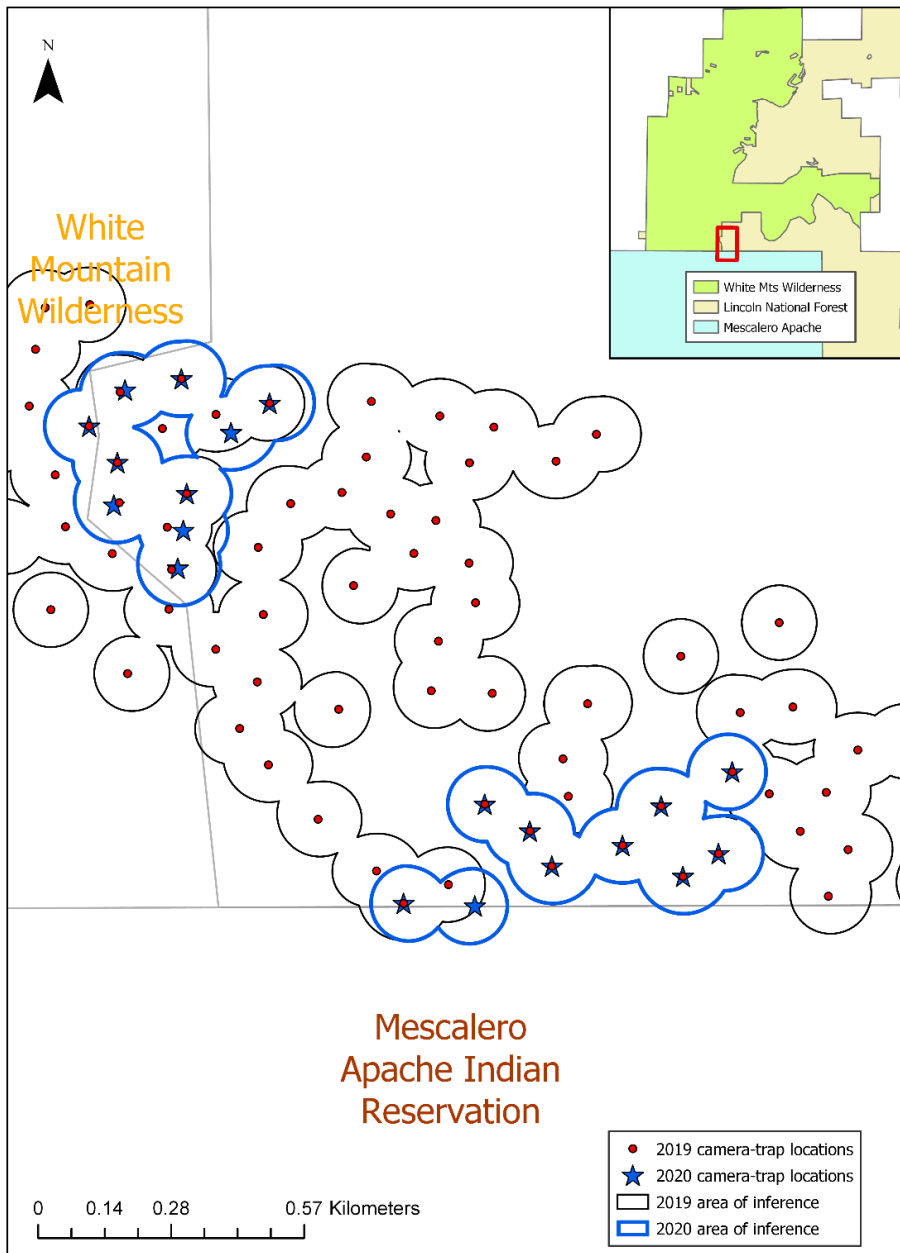 N
White
Mountain
Wilderness
White Mts Wilderness
Lincoln National Forest
Mescalero Apache
Mescalero
Apache Indian
Reservation
2019 camera-trap locations
2020 camera-trap locations
2019 area of inference
2020 area of inference
0 0.14 0.28 0.57 Kilometers